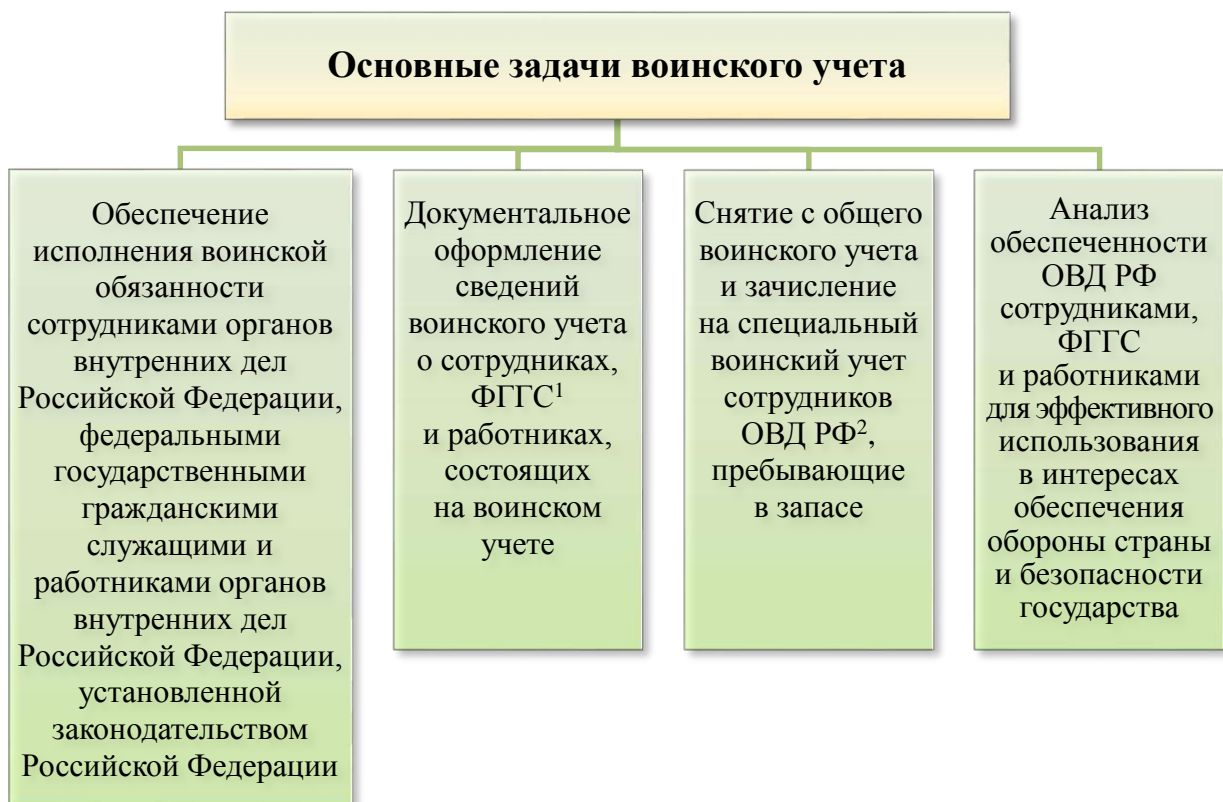 Основные задачи воинского учета
Обеспечение
исполнения воинской
обязанности
сотрудниками органов
внутренних дел
Российской Федерации,
федеральными
государственными
гражданскими
служащими и
работниками органов
внутренних дел
Российской Федерации,
установленной
законодательством
Российской Федерации
Документальное
оформление
сведений
воинского учета
о сотрудниках,
ФГГС¹
и работниках,
состоящих
на воинском
учете
Снятие с общего
воинского учета
и зачисление
на специальный
воинский учет
сотрудников
ОВД РФ²,
пребывающие
в запасе
Анализ
обеспеченности
ОВД РФ
сотрудниками,
ФГГС
и работниками
для эффективного
использования
в интересах
обеспечения
обороны страны
и безопасности
государства